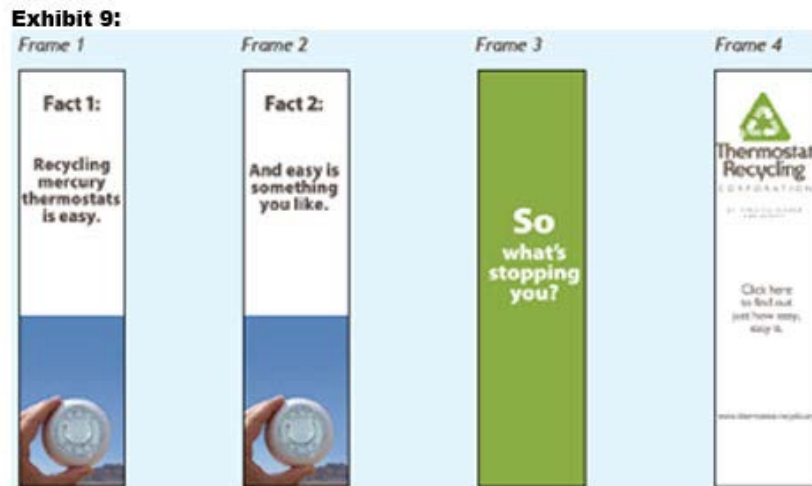 Exhibit 9:
Frame 1
Frame 2
Frame 3
Frame 4
Fact 1:
Recycling
mercury
thermostats
is easy.
Fact 2:
And easy is
something
you like.
So
what's
stopping
you?
Thermostat
Recycling
CORPORATION
Click here
to find out
just how easy,
easy is.